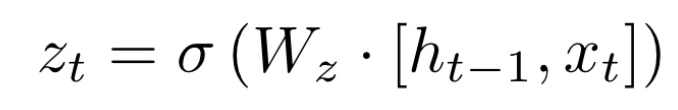 z_t = σ (W_z · [h_{t−1}, x_t])